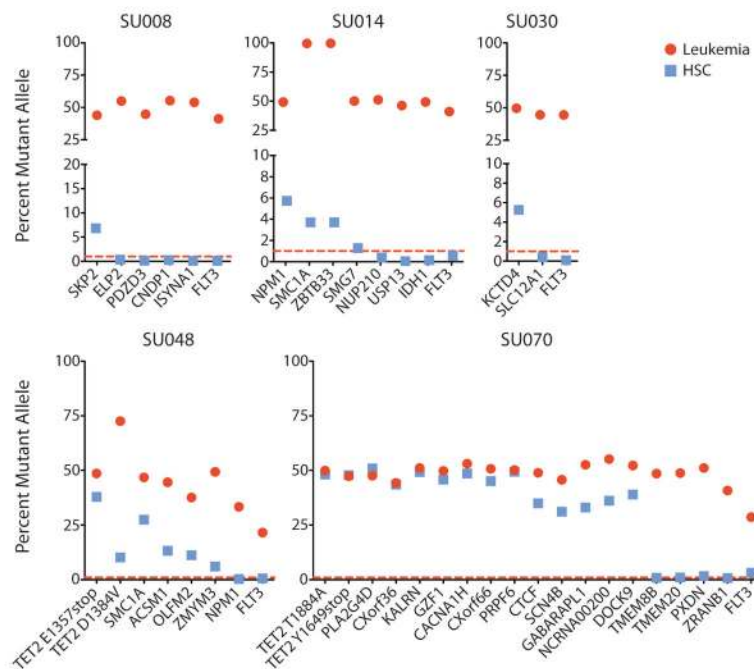 SU008
SU014
SU030
Leukemia
HSC
Percent Mutant Allele
100
75
50
25
20
15
10
5
0
SKP2
ELP2
PDZD3
CNDP1
ISYNA1
FLT3
100
75
50
25
10
8
6
4
2
0
NPM1
SMC1A
ZBTB33
SMG7
NUP210
USP13
IDH1
FLT3
100
75
50
25
10
8
6
4
2
0
KCTD4
SLC12A1
FLT3
SU048
SU070
Percent Mutant Allele
100
75
50
25
0
TET2 E1357stop
TET2 D1384V
SMC1A
ACSM1
OLFM2
ZMYM3
NPM1
FLT3
100
75
50
25
0
TET2 T1884A
TET2 Y1649stop
PLA2G4D
CXorf36
KALRN
GZF1
CACNA1H
CXorf66
PRPF6
CTCF
SCN4B
GABARAPL1
NCRNA00200
DOCK9
TMEM8B
TMEM20
PXDN
ZRANB1
FLT3